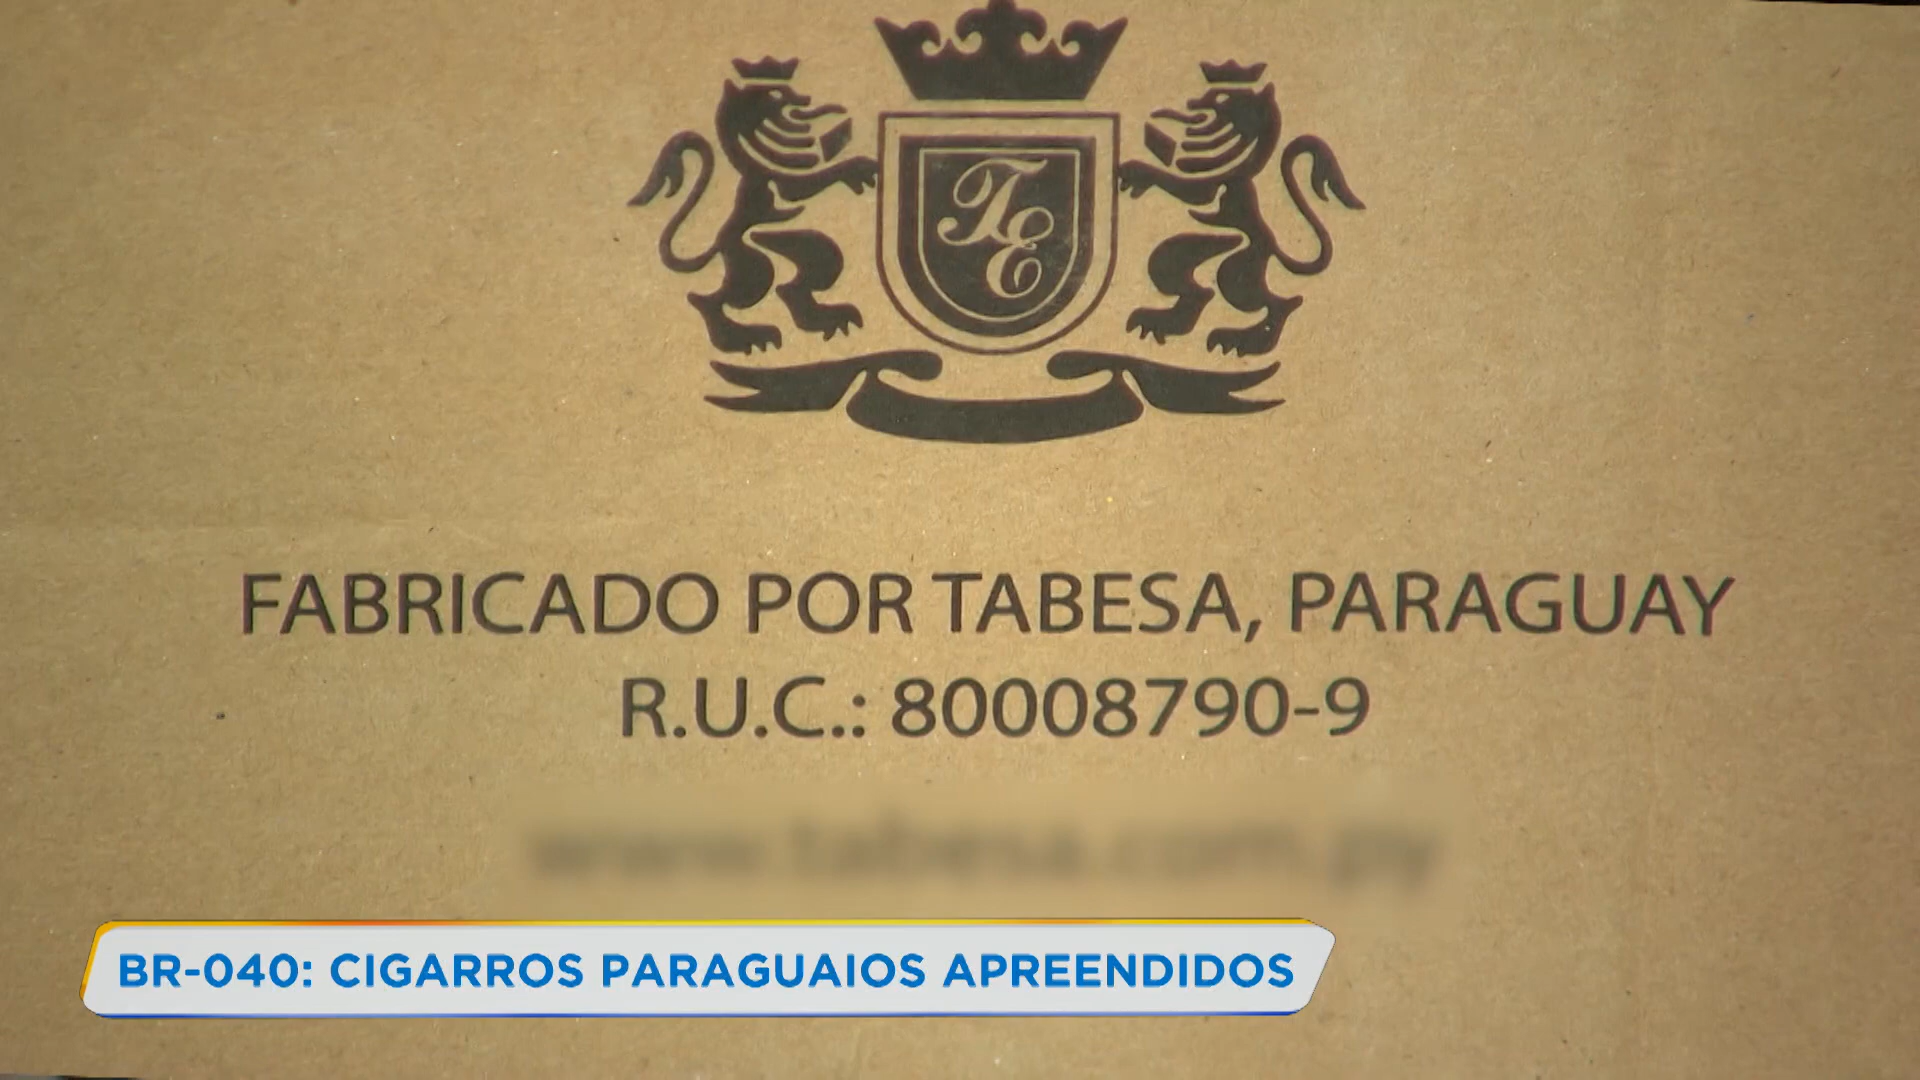 TE
FABRICADO POR TABESA, PARAGUAY
R.U.C.: 80008790-9
BR-040: CIGARROS PARAGUAIOS APREENDIDOS